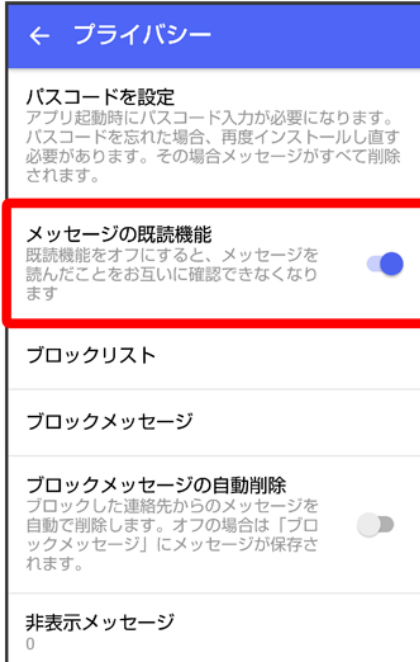 ← プライバシー
パスコードを設定
アプリ起動時にパスコード入力が必要になります。
パスコードを忘れた場合、再度インストールし直す
必要があります。その場合メッセージがすべて削除
されます。
メッセージの既読機能
既読機能をオフにすると、メッセージを
読んだことをお互いに確認できなくなり
ます
ブロックリスト
ブロックメッセージ
ブロックメッセージの自動削除
ブロックした連絡先からのメッセージを
自動で削除します。オフの場合は「ブロ
ックメッセージ」にメッセージが保存さ
れます。
非表示メッセージ
0